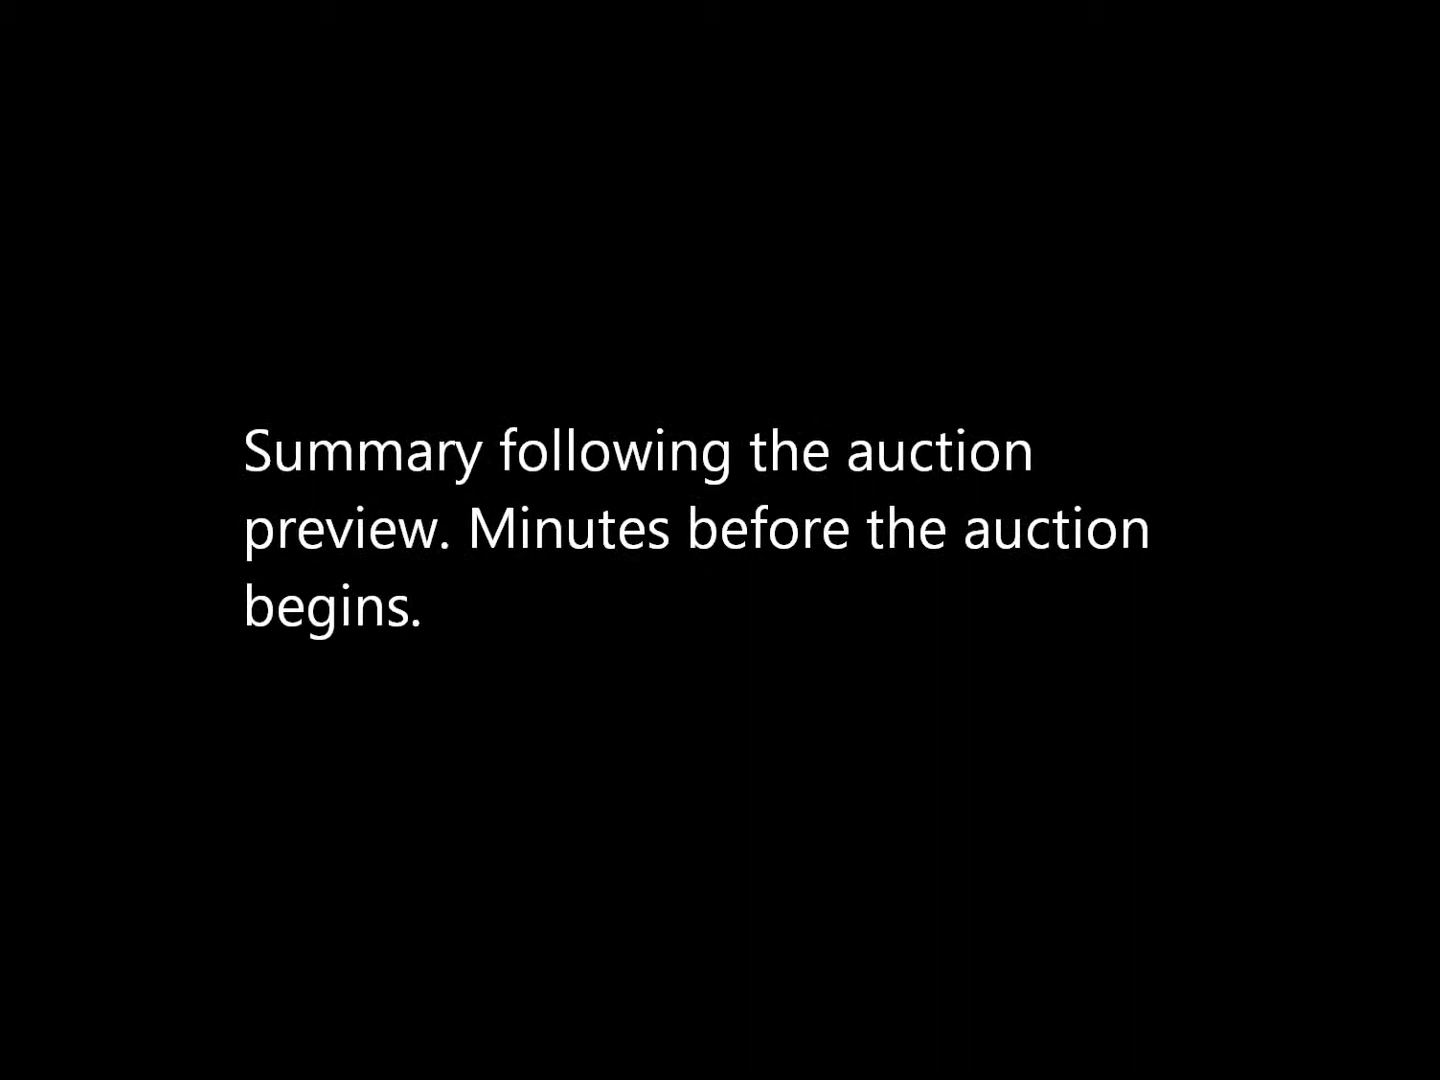 Summary following the auction
preview. Minutes before the auction
begins.